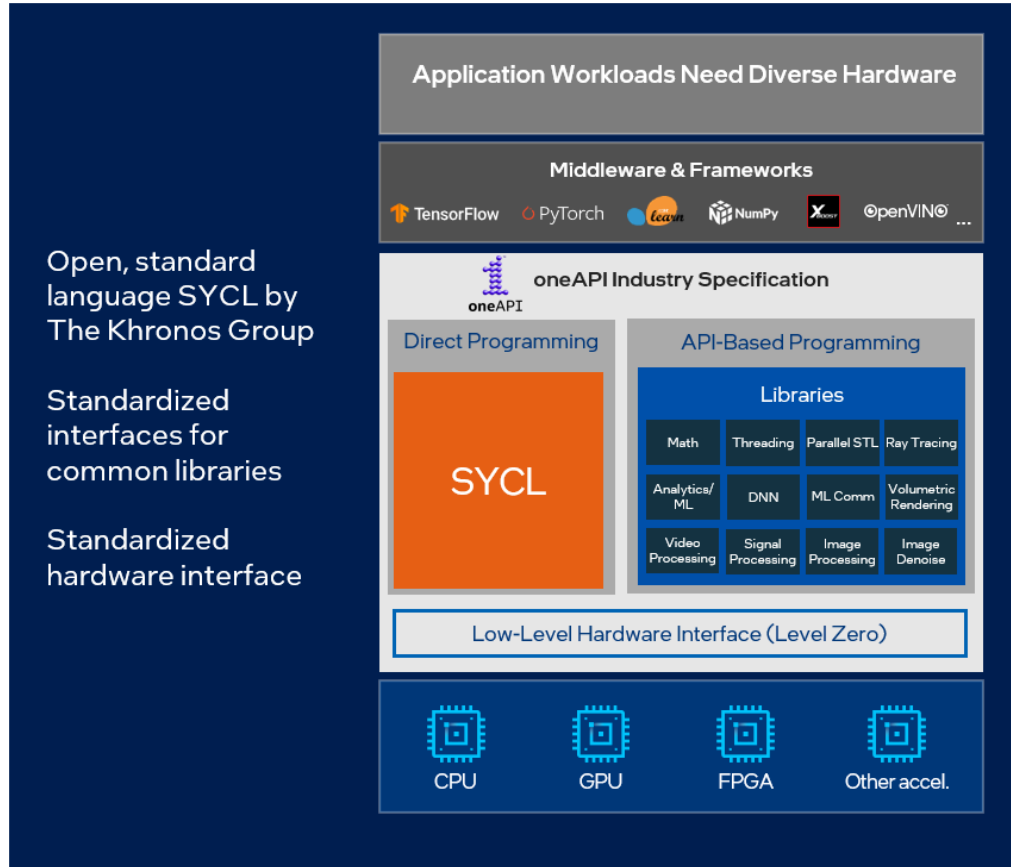 Application Workloads Need Diverse Hardware
Middleware & Frameworks
TensorFlow
PyTorch
learn
NumPy
XBOOST
OpenVINO
...
Open, standard
language SYCL by
The Khronos Group
Standardized
interfaces for
common libraries
Standardized
hardware interface
oneAPI
oneAPI Industry Specification
Direct Programming
SYCL
API-Based Programming
Libraries
Math
Threading
Parallel STL
Ray Tracing
Analytics/
ML
DNN
ML Comm
Volumetric
Rendering
Video
Processing
Signal
Processing
Image
Processing
Image
Denoise
Low-Level Hardware Interface (Level Zero)
CPU
GPU
FPGA
Other accel.